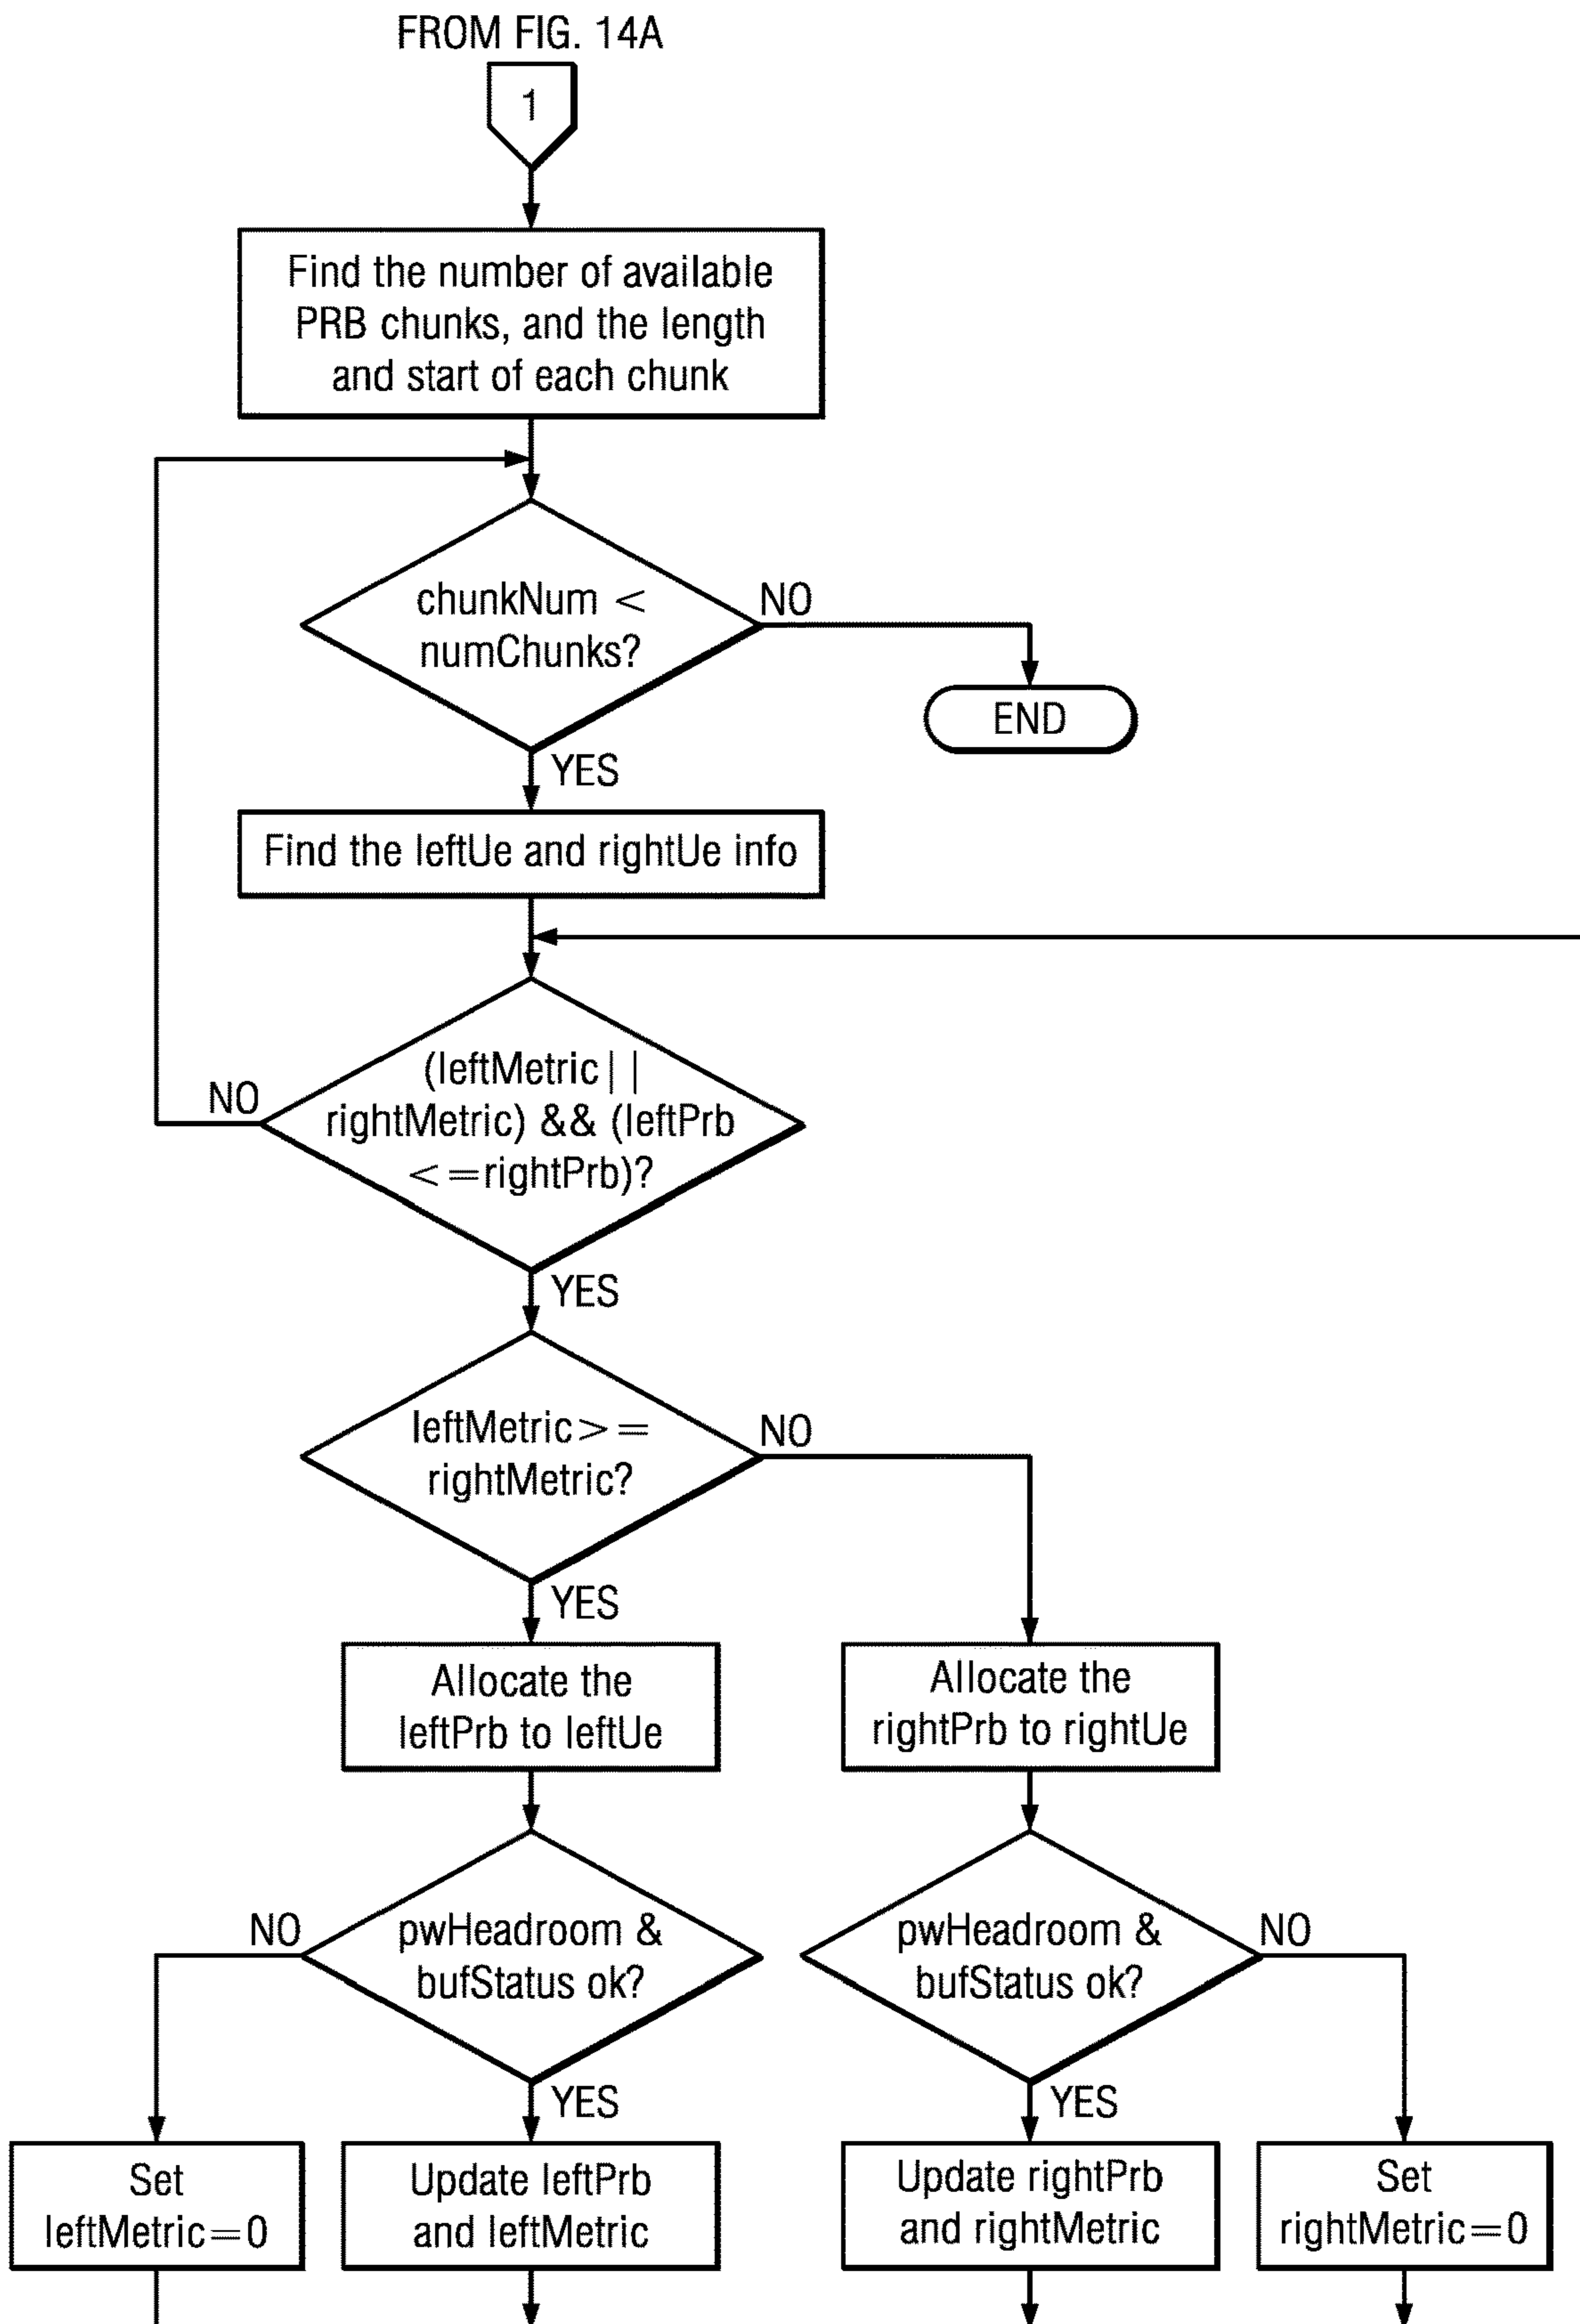 FROM FIG. 14A
1
Find the number of available
PRB chunks, and the length
and start of each chunk
chunkNum <
numChunks?
NO
END
YES
Find the leftUe and rightUe info
(leftMetric||
rightMetric) && (leftPrb
<=rightPrb)?
NO
YES
leftMetric>=
rightMetric?
NO
YES
Allocate the
leftPrb to leftUe
Allocate the
rightPrb to rightUe
pwHeadroom &
bufStatus ok?
NO
YES
pwHeadroom &
bufStatus ok?
NO
YES
Set
leftMetric=0
Update leftPrb
and leftMetric
Update rightPrb
and rightMetric
Set
rightMetric=0